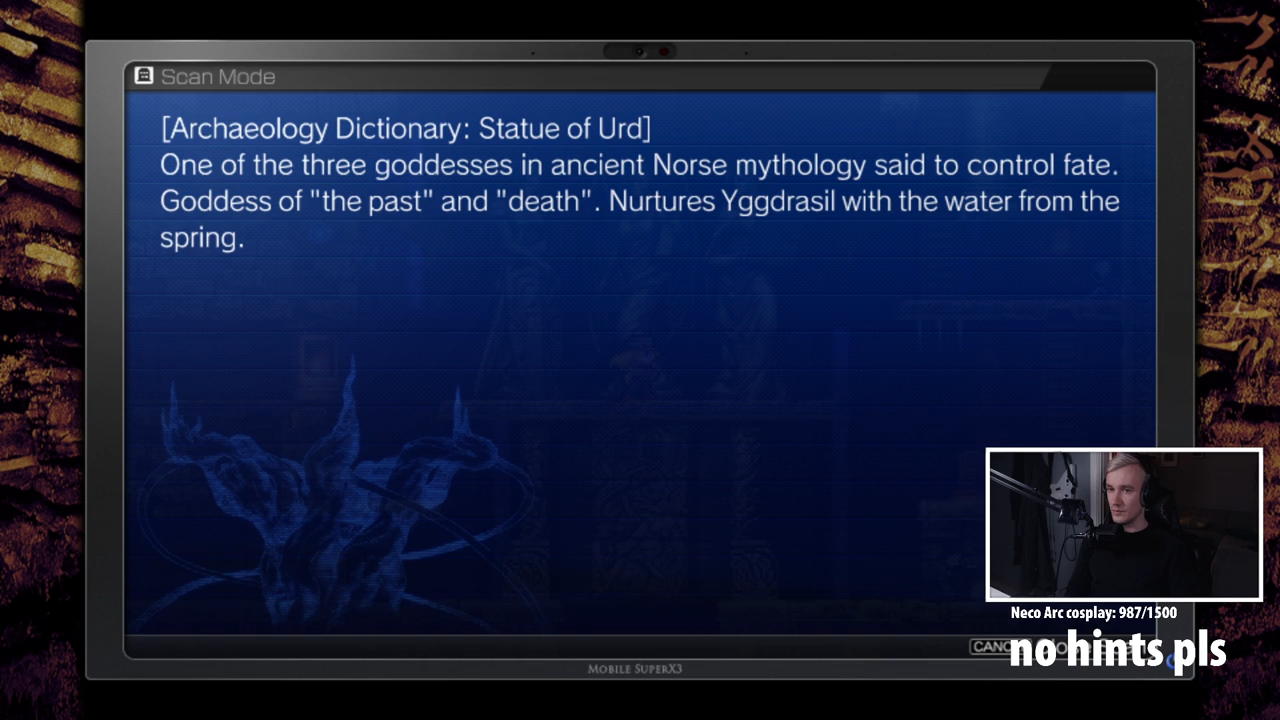 Scan Mode
[Archaeology Dictionary: Statue of Urd]
One of the three goddesses in ancient Norse mythology said to control fate.
Goddess of "the past" and "death". Nurtures Yggdrasil with the water from the
spring.
Neco Arc cosplay: 987/1500
no hints pls
MOBILE SUPERX3